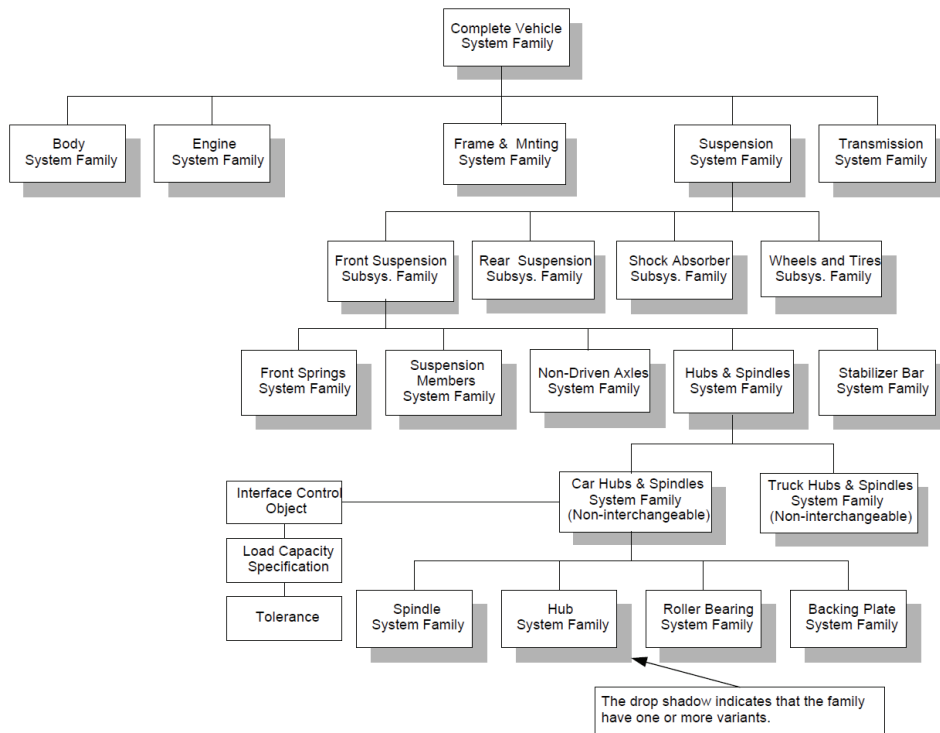 Complete Vehicle
System Family
Body
System Family
Engine
System Family
Frame & Mnting
System Family
Suspension
System Family
Transmission
System Family
Front Suspension
Subsys. Family
Rear Suspension
Subsys. Family
Shock Absorber
Subsys. Family
Wheels and Tires
Subsys. Family
Front Springs
System Family
Suspension
Members
System Family
Non-Driven Axles
System Family
Hubs & Spindles
System Family
Stabilizer Bar
System Family
Interface Control
Object
Car Hubs & Spindles
System Family
(Non-interchangeable)
Truck Hubs & Spindles
System Family
(Non-interchangeable)
Load Capacity
Specification
Tolerance
Spindle
System Family
Hub
System Family
Roller Bearing
System Family
Backing Plate
System Family
The drop shadow indicates that the family
have one or more variants.